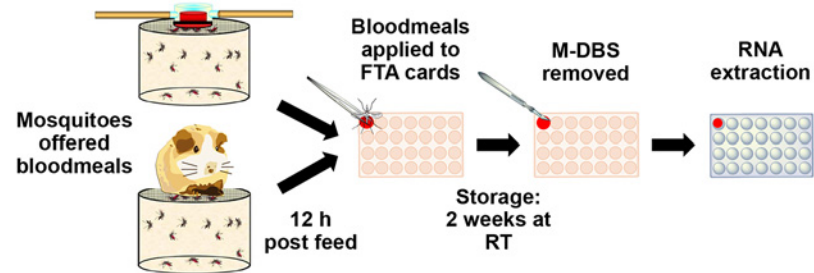 Mosquitoes
offered
bloodmeals
12 h
post feed
Bloodmeals
applied to
FTA cards
Storage:
2 weeks at
RT
M-DBS
removed
RNA
extraction